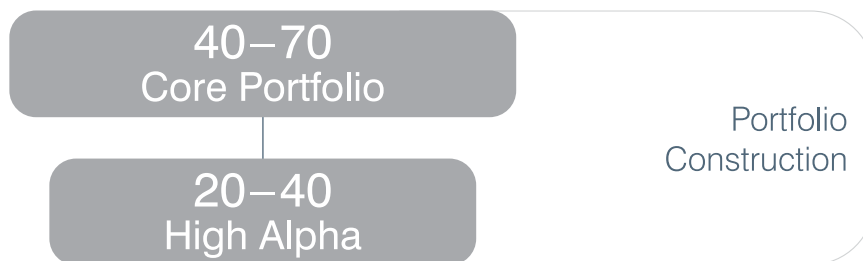 40–70
Core Portfolio
Portfolio
Construction
20–40
High Alpha